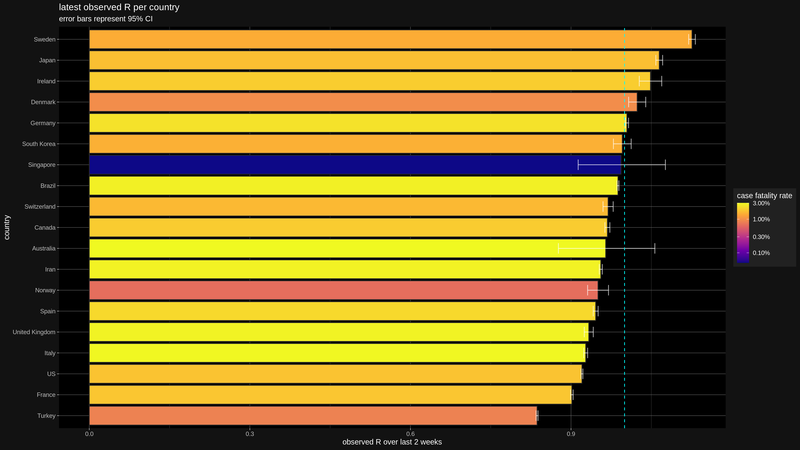 latest observed R per country
error bars represent 95% CI
country
Sweden
Japan
Ireland
Denmark
Germany
South Korea
Singapore
Brazil
Switzerland
Canada
Australia
Iran
Norway
Spain
United Kingdom
Italy
US
France
Turkey
0.0
0.3
0.6
0.9
observed R over last 2 weeks
case fatality rate
3.00%
1.00%
0.30%
0.10%